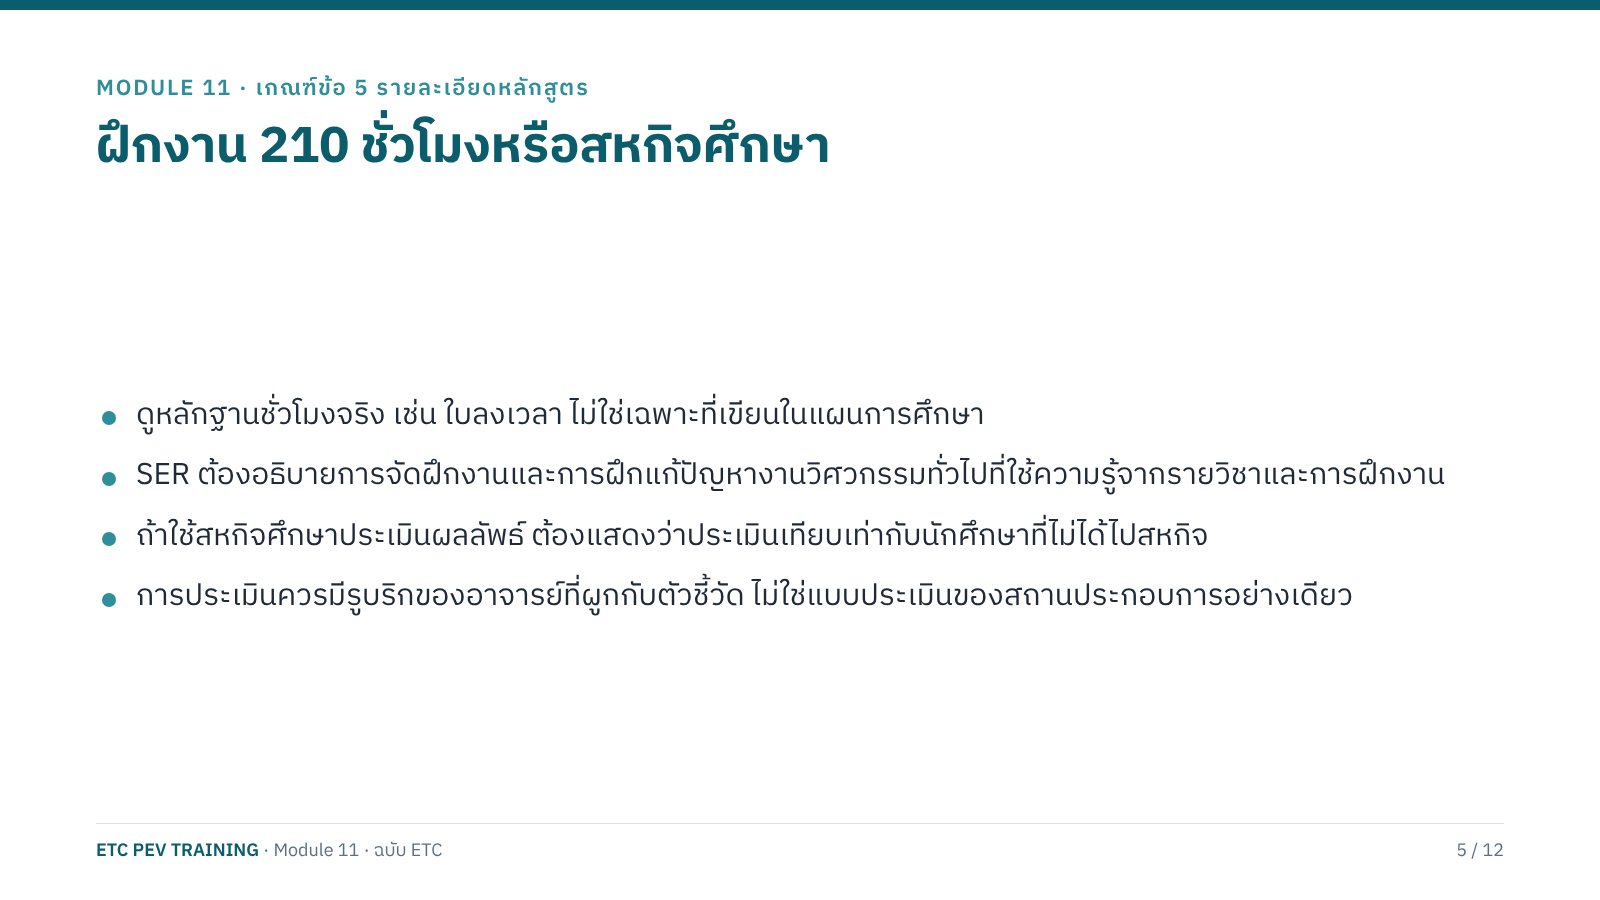 MODULE 11 · เกณฑ์ข้อ 5 รายละเอียดหลักสูตร
ฝึกงาน 210 ชั่วโมงหรือสหกิจศึกษา
ดูหลักฐานชั่วโมงจริง เช่น ใบลงเวลา ไม่ใช่เฉพาะที่เขียนในแผนการศึกษา
SER ต้องอธิบายการจัดฝึกงานและการฝึกแก้ปัญหางานวิศวกรรมทั่วไปที่ใช้ความรู้จากรายวิชาและการฝึกงาน
ถ้าใช้สหกิจศึกษาประเมินผลลัพธ์ ต้องแสดงว่าประเมินเทียบเท่ากับนักศึกษาที่ไม่ได้ไปสหกิจ
การประเมินควรมีรูบริกของอาจารย์ที่ผูกกับตัวชี้วัด ไม่ใช่แบบประเมินของสถานประกอบการอย่างเดียว
ETC PEV TRAINING · Module 11 · ฉบับ ETC
5 / 12